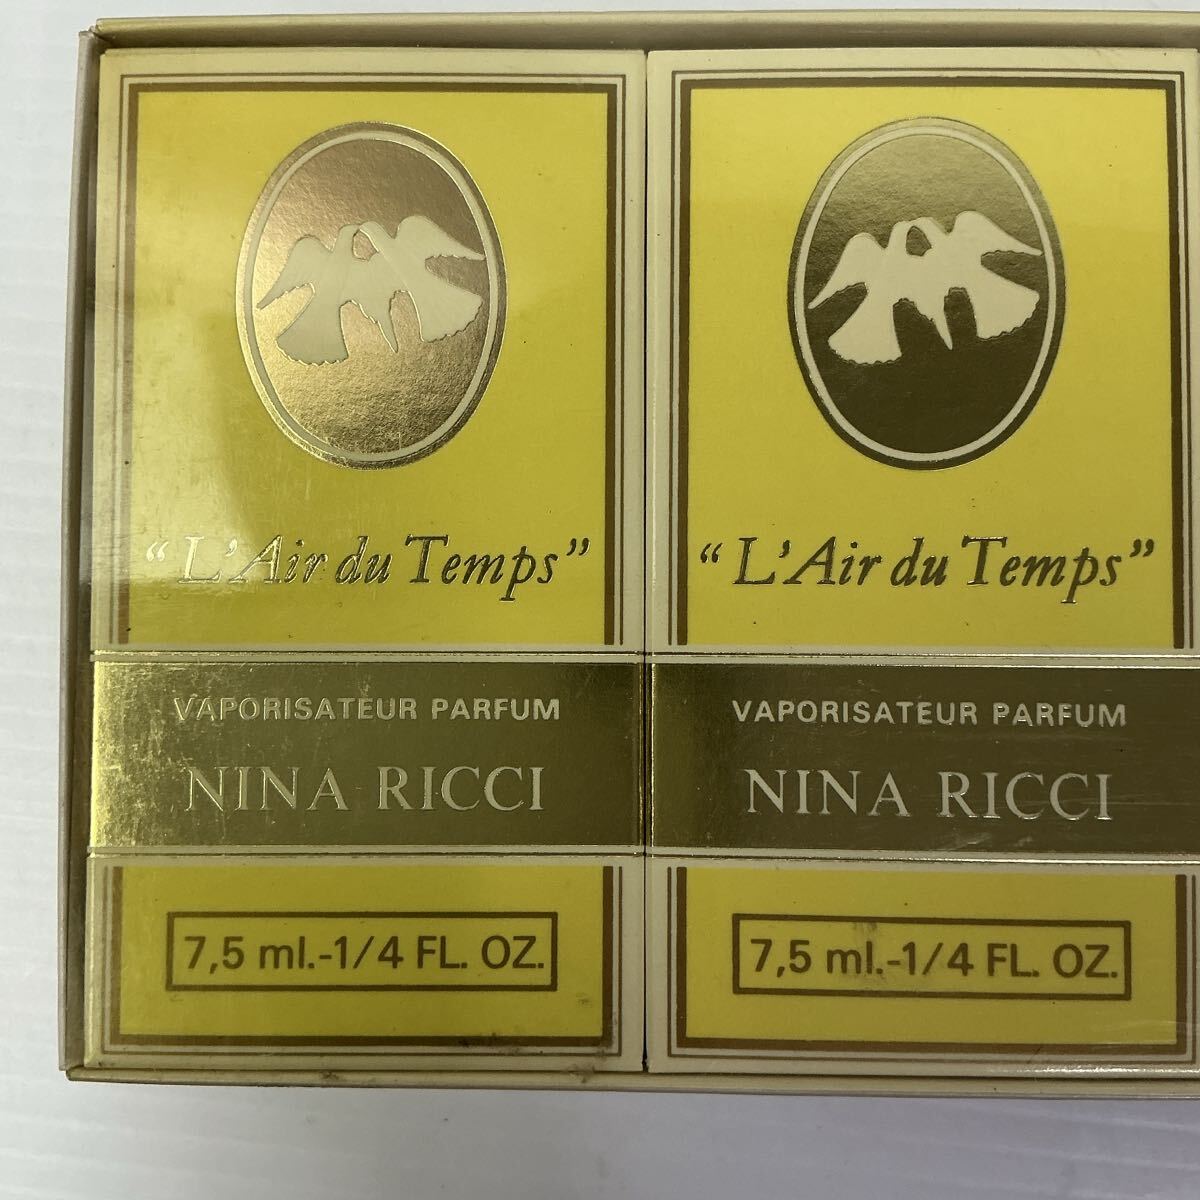 “L'Air du Temps”
VAPORISATEUR PARFUM
NINA RICCI
7,5 ml.-1/4 FL. OZ.
“L'Air du Temps”
VAPORISATEUR PARFUM
NINA RICCI
7,5 ml.-1/4 FL. OZ.